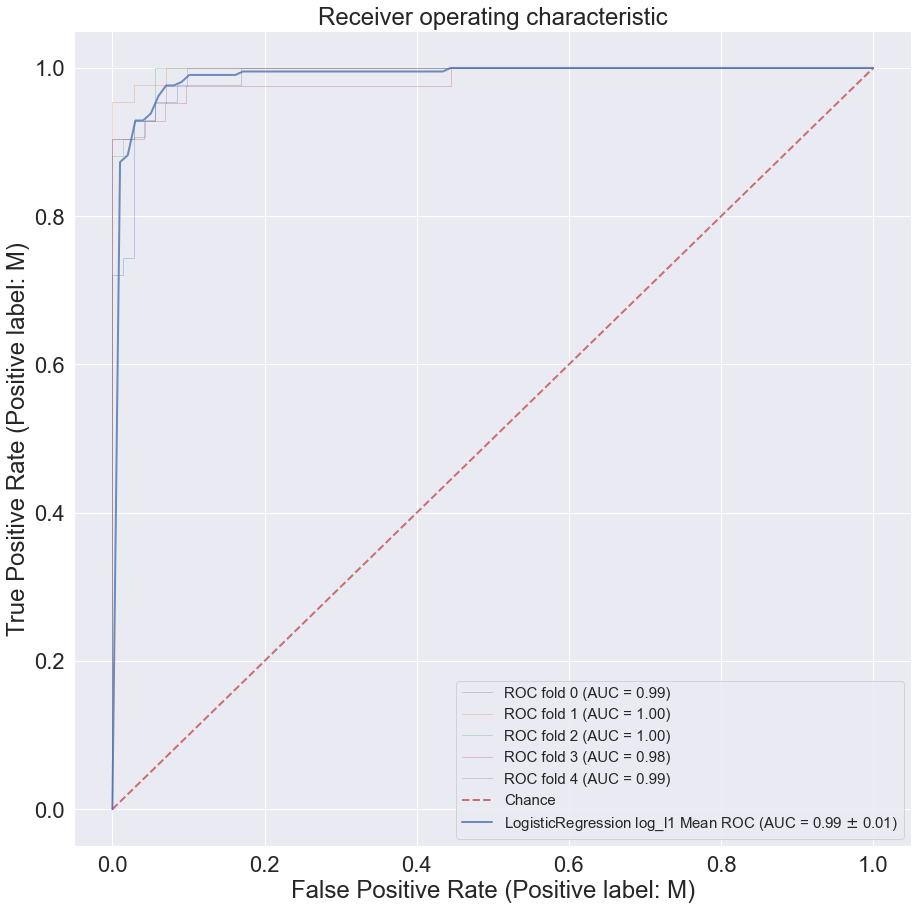 Receiver operating characteristic
1.0
0.8
0.6
0.4
0.2
0.0
True Positive Rate (Positive label: M)
ROC fold 0 (AUC = 0.99)
ROC fold 1 (AUC = 1.00)
ROC fold 2 (AUC = 1.00)
ROC fold 3 (AUC = 0.98)
ROC fold 4 (AUC = 0.99)
Chance
LogisticRegression log_l1 Mean ROC (AUC = 0.99 ± 0.01)
0.0 0.2 0.4 0.6 0.8 1.0
False Positive Rate (Positive label: M)